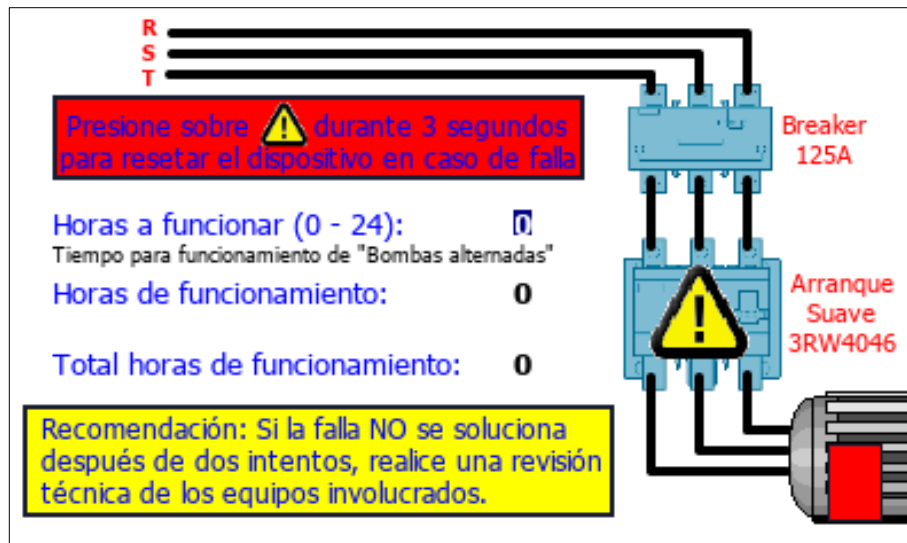 R
S
T
Presione sobre durante 3 segundos
para resetar el dispositivo en caso de falla
Breaker
125A
Horas a funcionar (0 - 24): 0
Tiempo para funcionamiento de "Bombas alternadas"
Horas de funcionamiento: 0
Arranque
Suave
3RW4046
Total horas de funcionamiento: 0
Recomendación: Si la falla NO se soluciona
después de dos intentos, realice una revisión
técnica de los equipos involucrados.